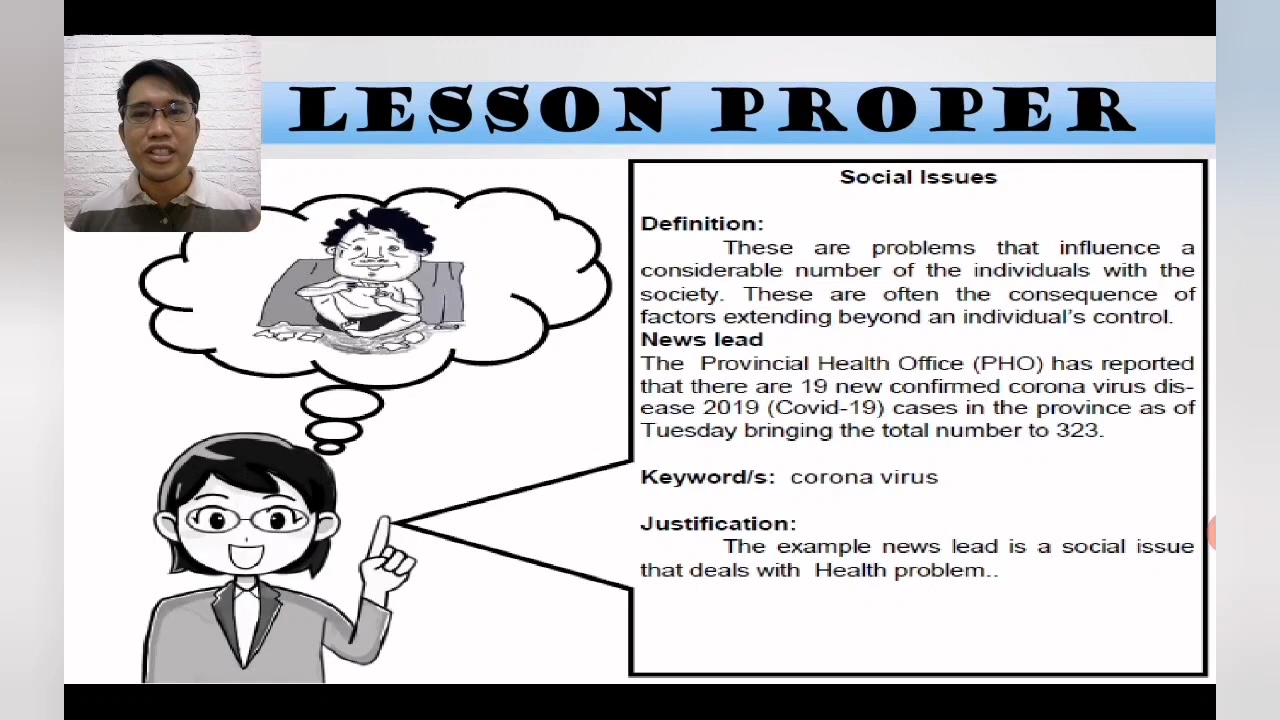 LESSON PROPER
Social Issues
Definition:
These are problems that influence a
considerable number of the individuals with the
society. These are often the consequence of
factors extending beyond an individual's control.
News lead
The Provincial Health Office (PHO) has reported
that there are 19 new confirmed corona virus dis-
ease 2019 (Covid-19) cases in the province as of
Tuesday bringing the total number to 323.
Keyword/s: corona virus
Justification:
The example news lead is a social issue
that deals with Health problem..